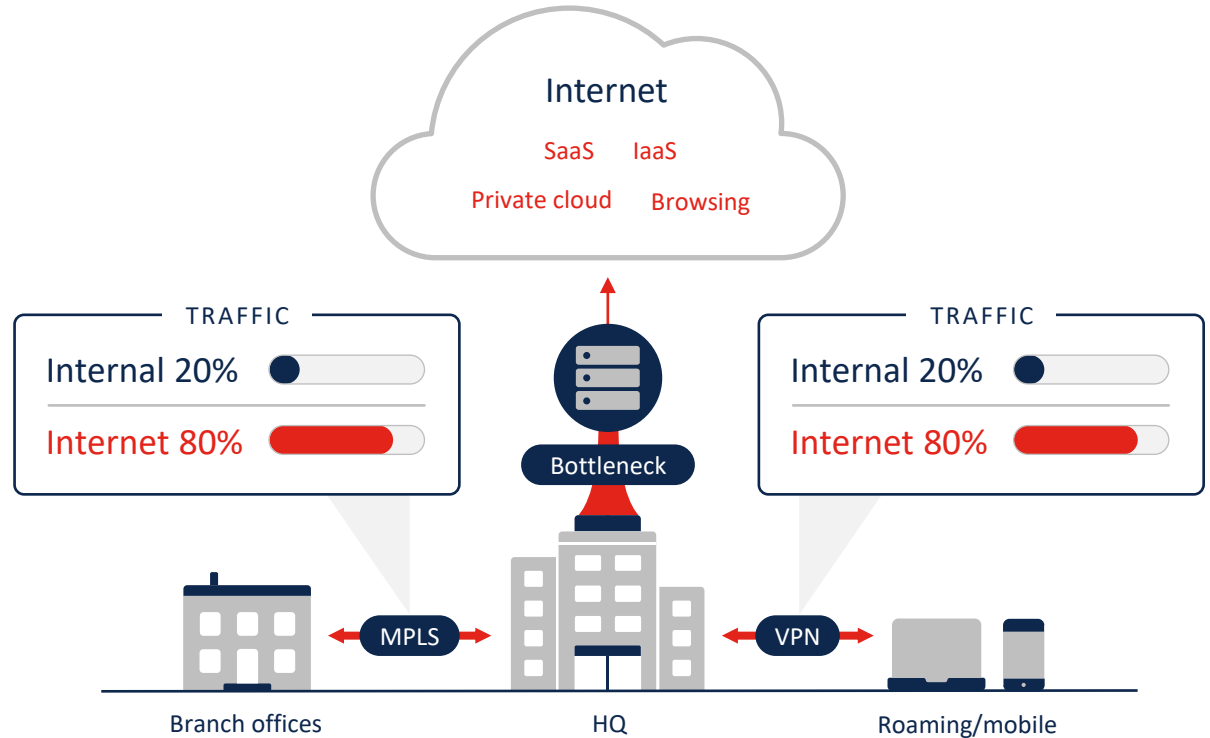 Internet
SaaS IaaS
Private cloud Browsing
TRAFFIC
Internal 20%
Internet 80%
TRAFFIC
Internal 20%
Internet 80%
Bottleneck
MPLS
VPN
Branch offices
HQ
Roaming/mobile